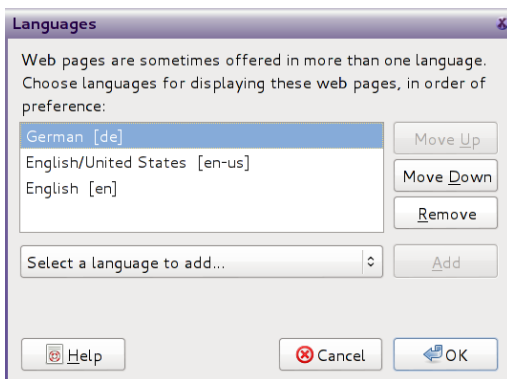 Languages
Web pages are sometimes offered in more than one language.
Choose languages for displaying these web pages, in order of
preference:
German [de]
Move Up
English/United States [en-us]
Move Down
English [en]
Remove
Select a language to add...
Add
Help
Cancel
OK